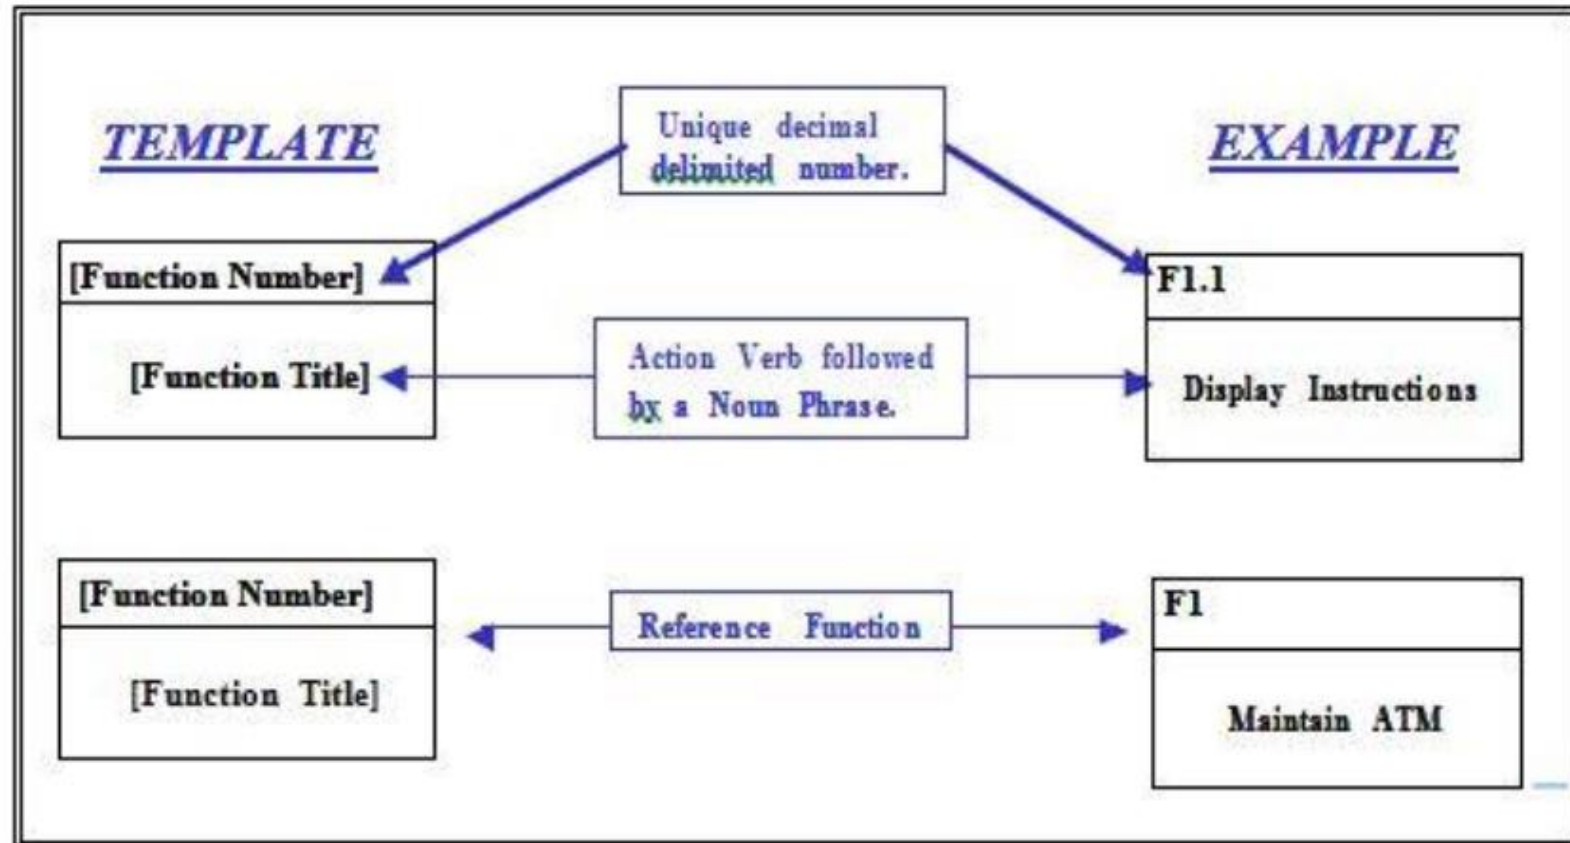 TEMPLATE
Unique decimal
delimited number.
EXAMPLE
[Function Number]
F1.1
[Function Title]
Action Verb followed
by a Noun Phrase.
Display Instructions
[Function Number]
Reference Function
F1
[Function Title]
Maintain ATM